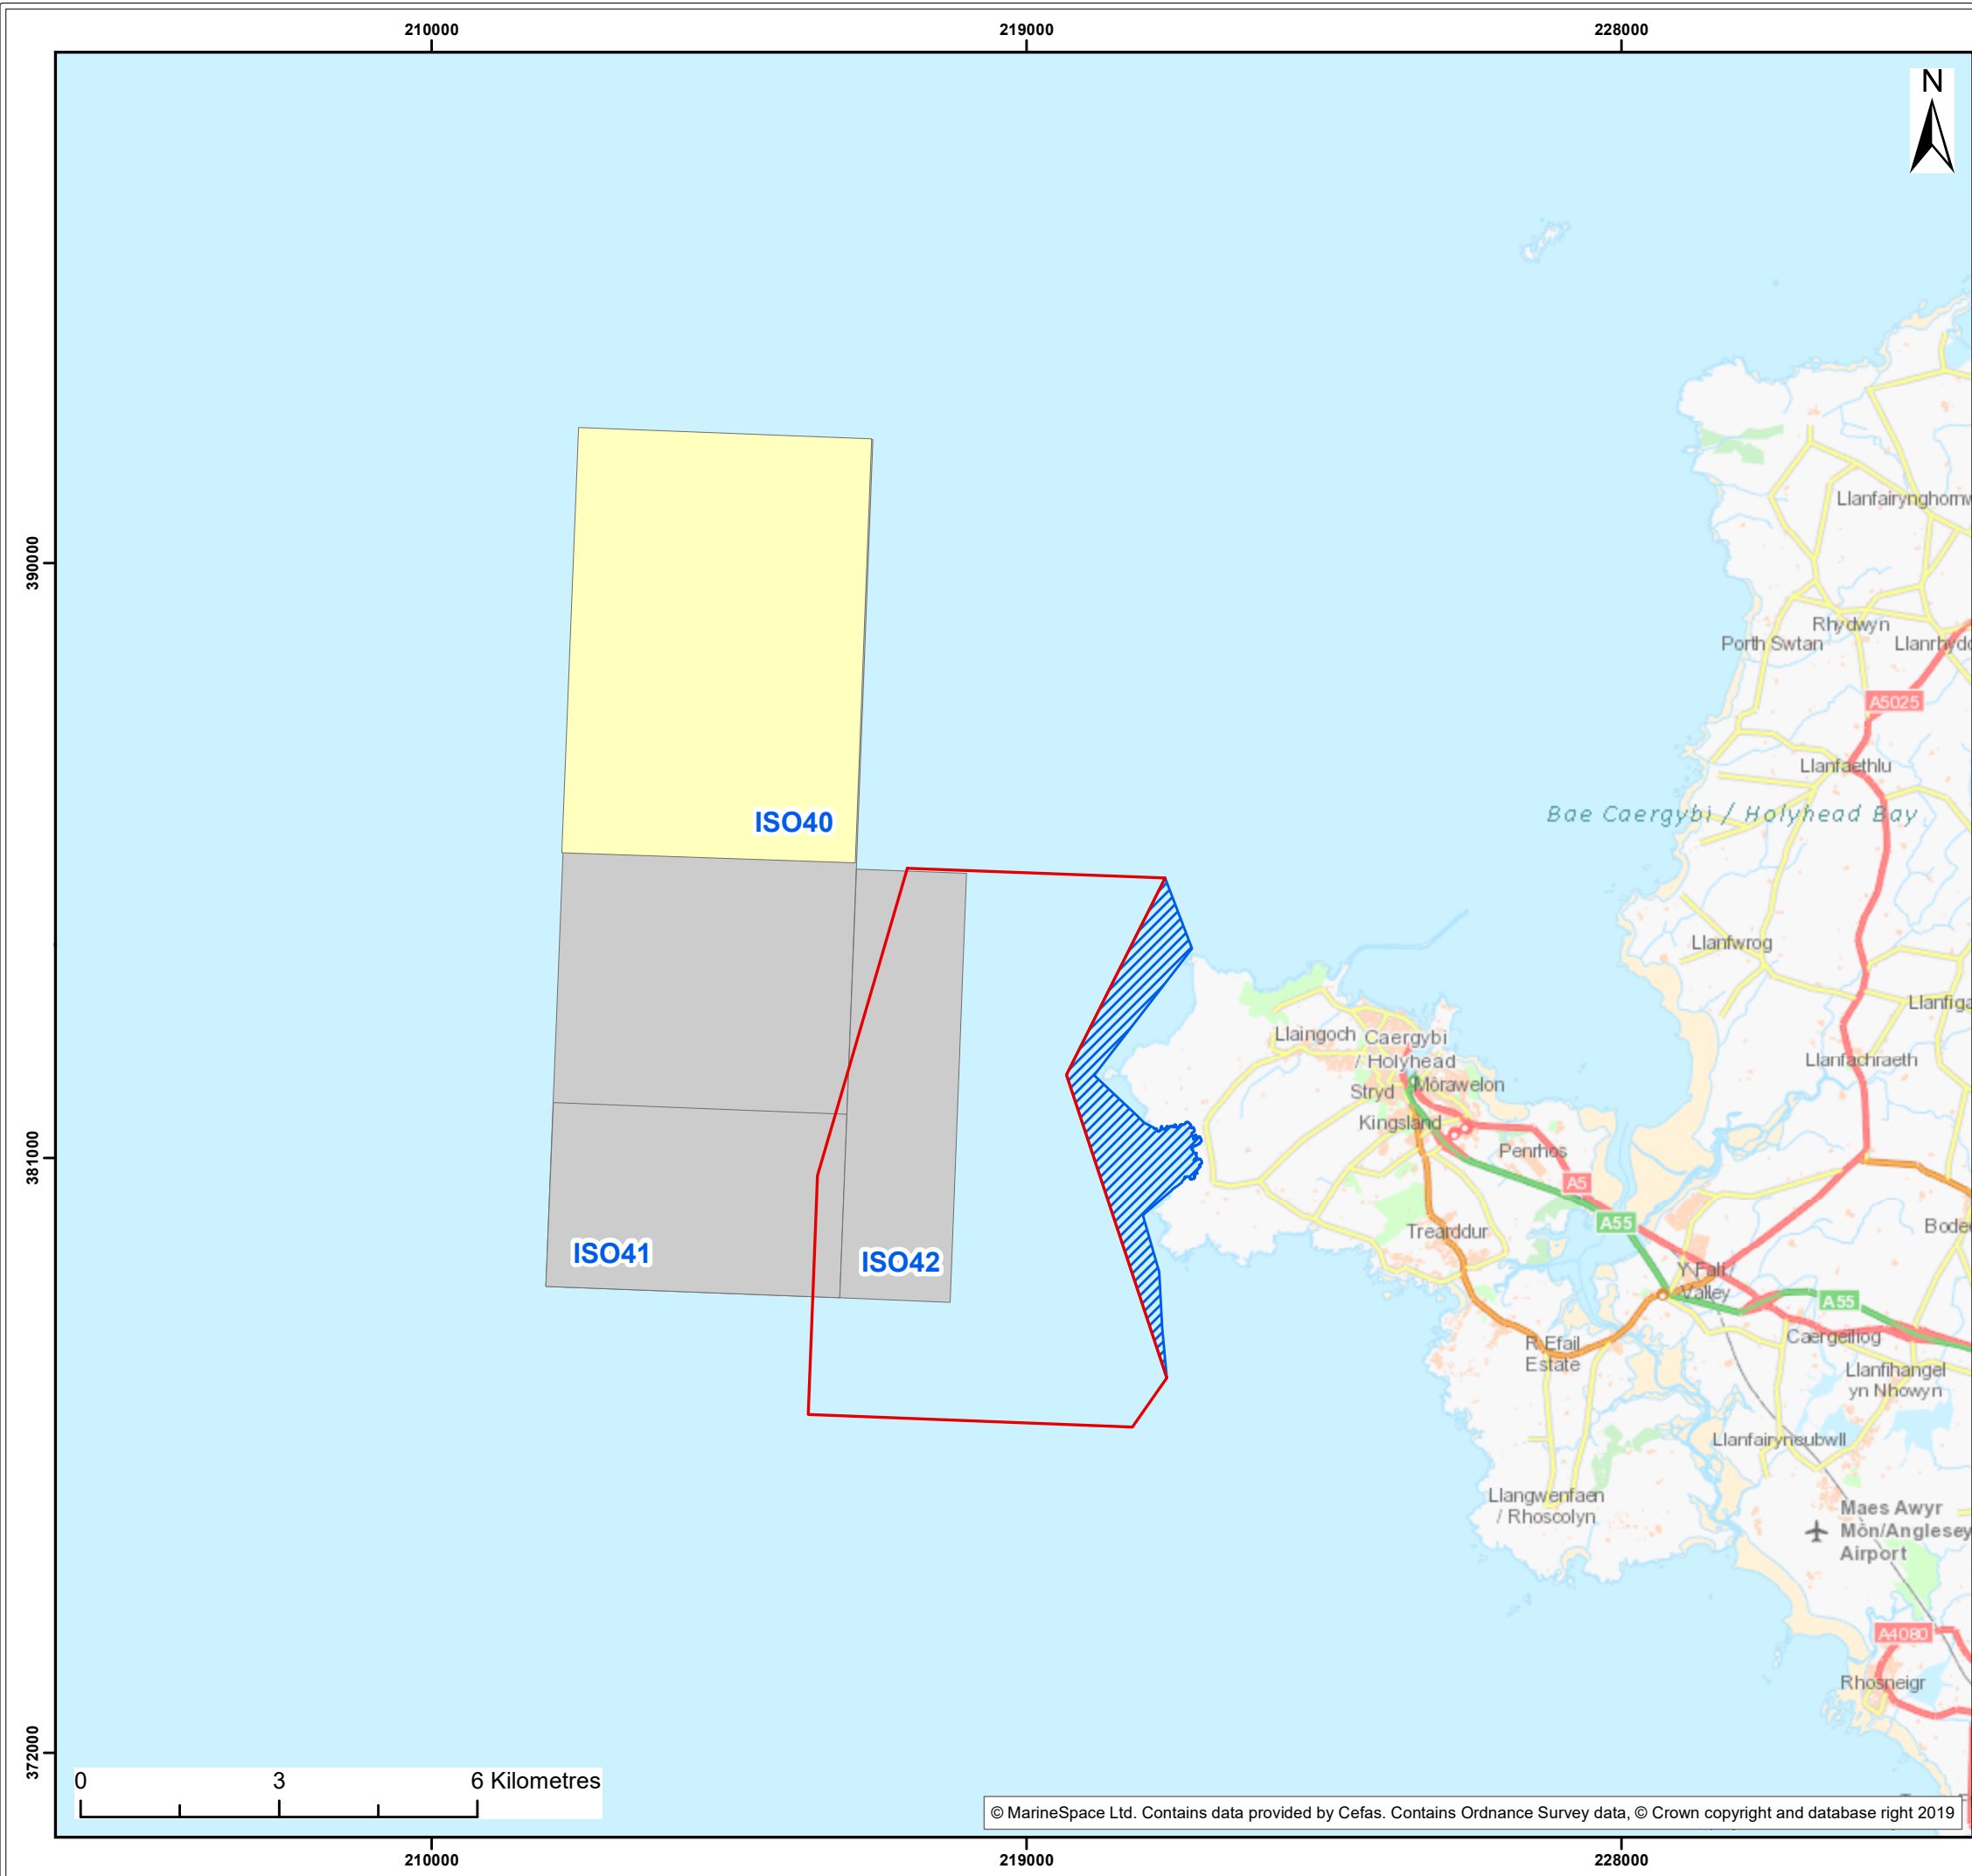 210000
219000
228000
N
390000
381000
372000
Rhydwyn
Porth Swtan
A5025
Llanfaethlu
Bae Caergybi / Holyhead Bay
ISO40
Llanfwrog
Llaingoch
Caergybi
/ Holyhead
Stryd
Môrawelon
Kingsland
Llanfachraeth
Penrhos
A5
A55
Trearddur
ISO41
ISO42
Y Fali /
Valley
A55
Caergeiliog
R Efail
Estate
Llanfihangel
yn Nhowyn
Llanfairyneubwll
Llangwenfaen
/ Rhoscolyn
Maes Awyr
Môn/Anglesey
Airport
A4080
Rhosneigr
0 3 6 Kilometres
© MarineSpace Ltd. Contains data provided by Cefas. Contains Ordnance Survey data, © Crown copyright and database right 2019
210000
219000
228000